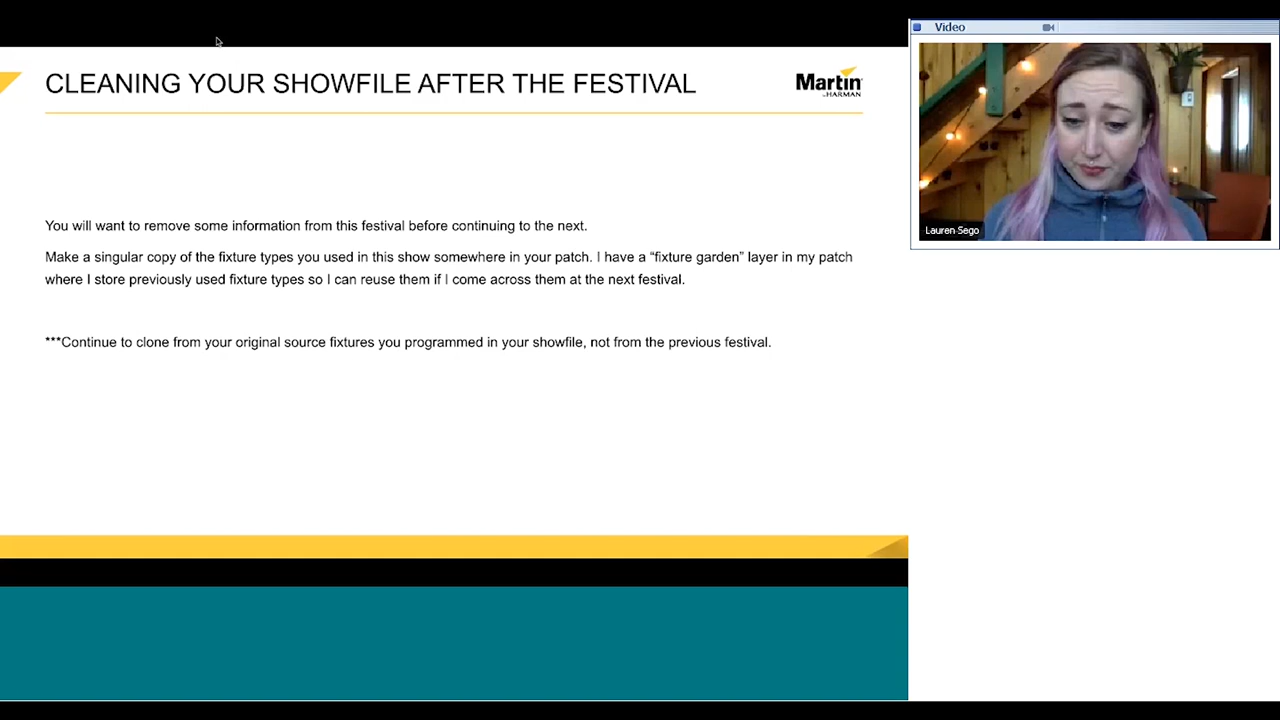 CLEANING YOUR SHOWFILE AFTER THE FESTIVAL
Martin
by HARMAN
You will want to remove some information from this festival before continuing to the next.
Make a singular copy of the fixture types you used in this show somewhere in your patch. I have a “fixture garden” layer in my patch
where I store previously used fixture types so I can reuse them if I come across them at the next festival.
***Continue to clone from your original source fixtures you programmed in your showfile, not from the previous festival.
Video
Lauren Sego